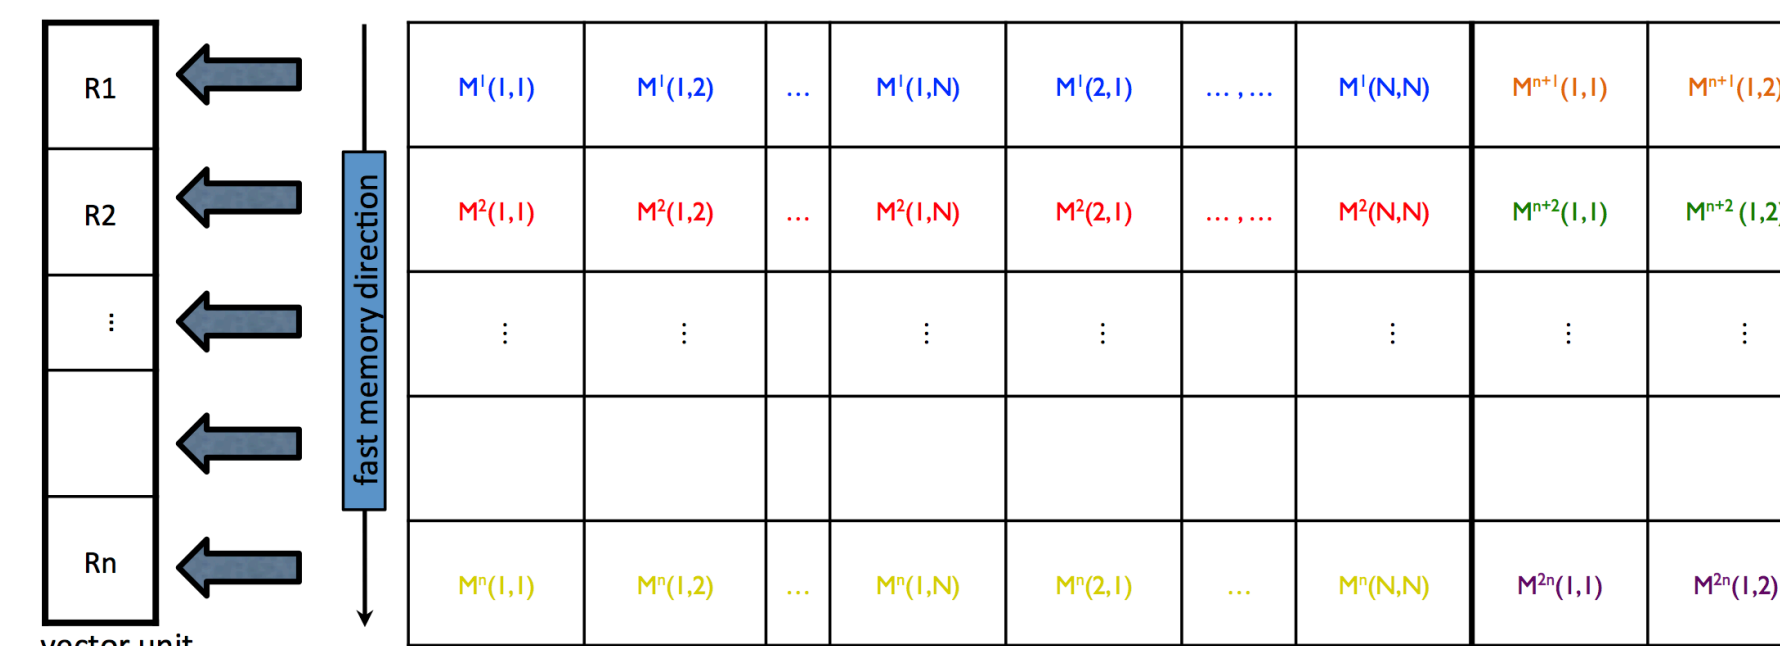 R1
M¹(1,1) M¹(1,2) ... M¹(1,N) M¹(2,1) ... , ... M¹(N,N) Mⁿ⁺¹(1,1) Mⁿ⁺¹(1,2)
R2
M²(1,1) M²(1,2) ... M²(1,N) M²(2,1) ... , ... M²(N,N) Mⁿ⁺²(1,1) Mⁿ⁺² (1,2)
⋮ ⋮ ⋮ ⋮ ⋮ ⋮ ⋮ ⋮
Rn
Mⁿ(1,1) Mⁿ(1,2) ... Mⁿ(1,N) Mⁿ(2,1) ... Mⁿ(N,N) M²ⁿ(1,1) M²ⁿ(1,2)
fast memory direction
vector unit